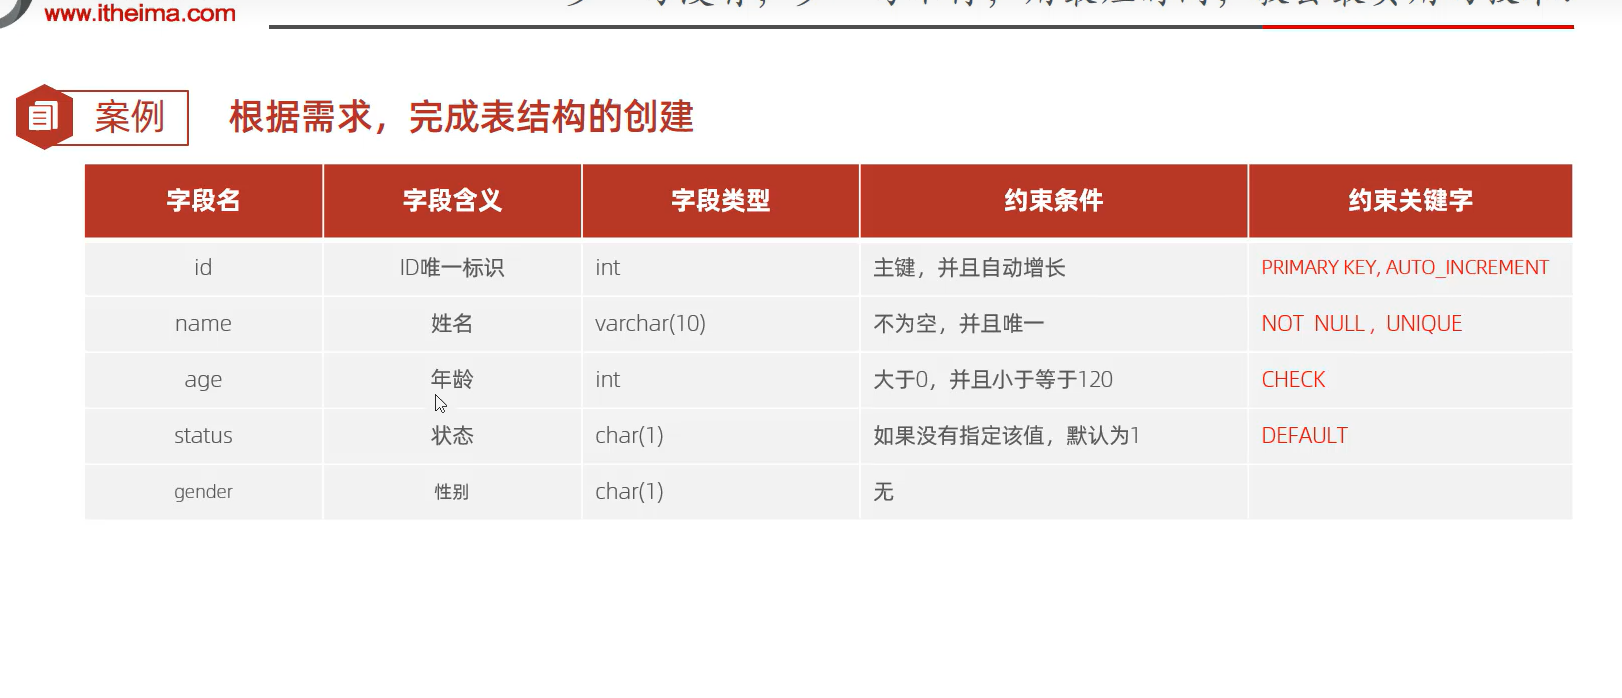 www.itheima.com
案例
根据需求，完成表结构的创建
字段名 字段含义 字段类型 约束条件 约束关键字
id ID唯一标识 int 主键，并且自动增长 PRIMARY KEY, AUTO_INCREMENT
name 姓名 varchar(10) 不为空，并且唯一 NOT NULL , UNIQUE
age 年龄 int 大于0，并且小于等于120 CHECK
status 状态 char(1) 如果没有指定该值，默认为1 DEFAULT
gender 性别 char(1) 无